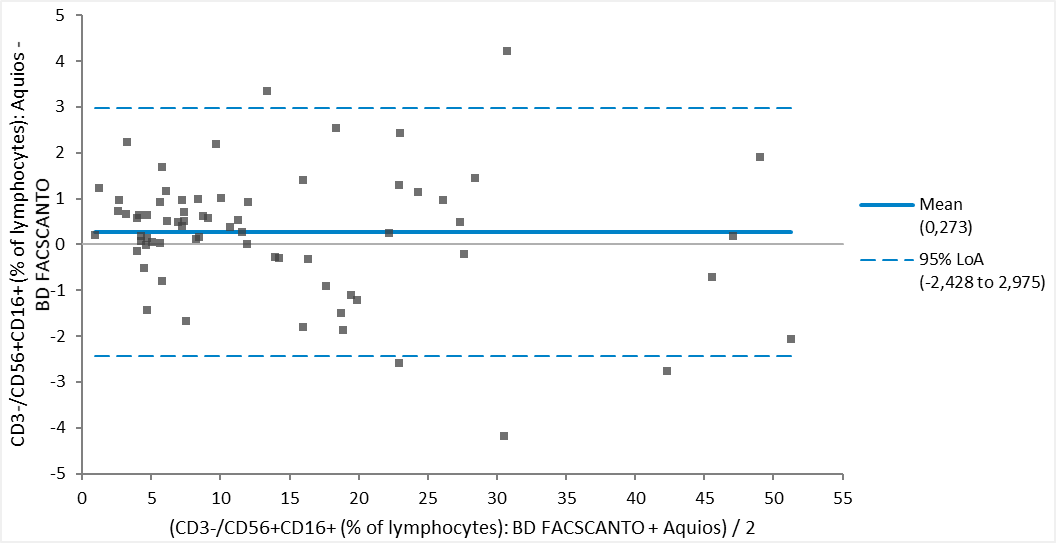 CD3-/CD56+CD16+ (% of lymphocytes): Aquios -
BD FACSCANTO
5
4
3
2
1
0
-1
-2
-3
-4
-5
0 5 10 15 20 25 30 35 40 45 50 55
(CD3-/CD56+CD16+ (% of lymphocytes): BD FACSCANTO + Aquios) / 2
Mean
(0,273)
95% LoA
(-2,428 to 2,975)